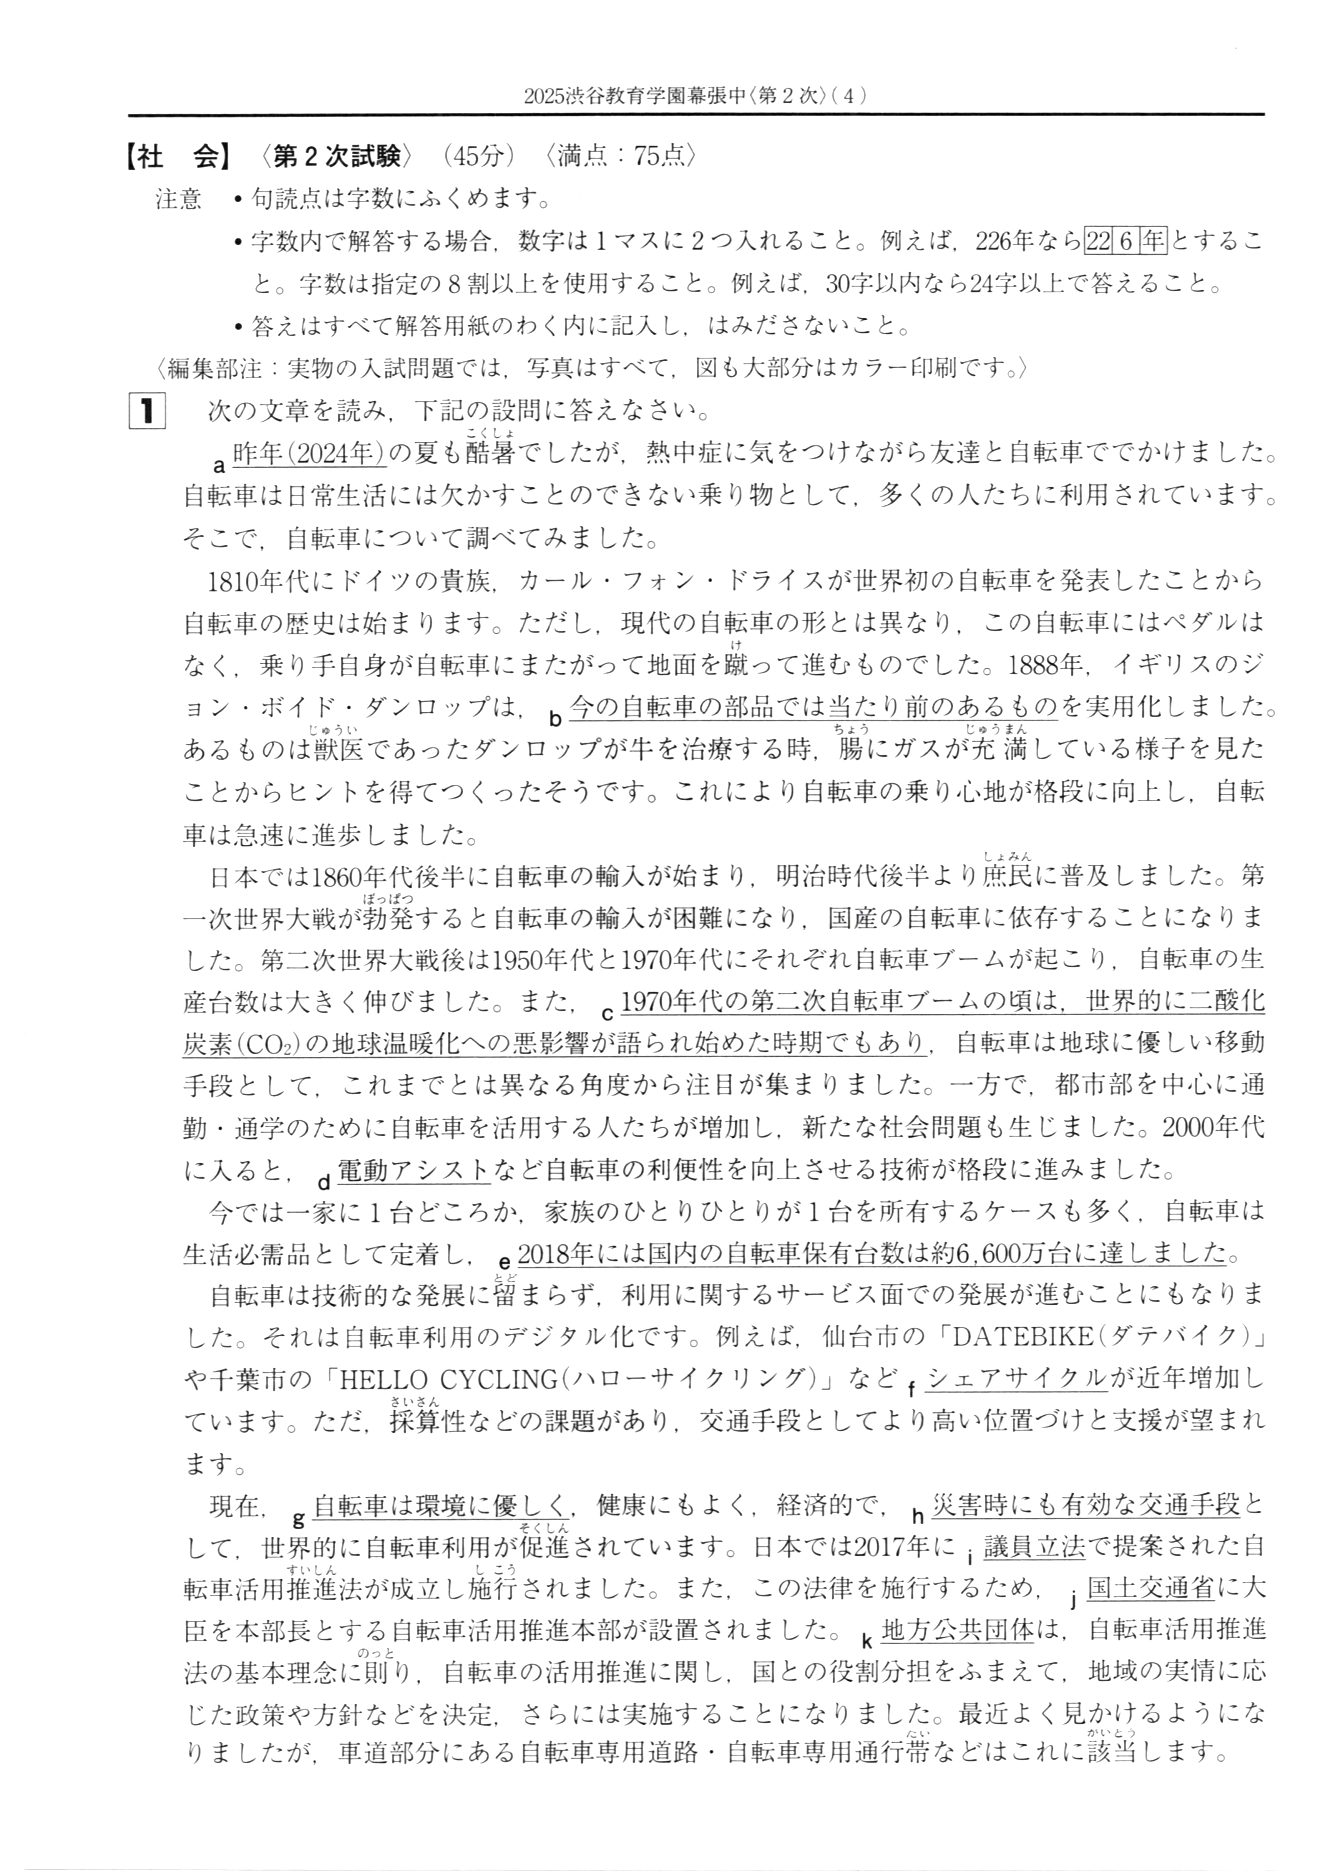 2025渋谷教育学園幕張中〈第2次〉(4)
【社 会】〈第2次試験〉(45分)〈満点:75点〉
注意 • 句読点は字数にふくめます。
• 字数内で解答する場合,数字は1マスに2つ入れること。例えば,226年なら22 6 年とするこ
と。字数は指定の8割以上を使用すること。例えば,30字以内なら24字以上で答えること。
• 答えはすべて解答用紙のわく内に記入し,はみださないこと。
〈編集部注:実物の入試問題では,写真はすべて,図も大部分はカラー印刷です。〉
1 次の文章を読み,下記の設問に答えなさい。
a 昨年(2024年)の夏も酷暑でしたが,熱中症に気をつけながら友達と自転車ででかけました。
自転車は日常生活には欠かすことのできない乗り物として,多くの人たちに利用されています。
そこで,自転車について調べてみました。
1810年代にドイツの貴族,カール・フォン・ドライスが世界初の自転車を発表したことから
自転車の歴史は始まります。ただし,現代の自転車の形とは異なり,この自転車にはペダルは
なく,乗り手自身が自転車にまたがって地面を蹴って進むものでした。1888年,イギリスのジ
ョン・ボイド・ダンロップは, b 今の自転車の部品では当たり前のあるものを実用化しました。
あるものは獣医であったダンロップが牛を治療する時,腸にガスが充満している様子を見た
ことからヒントを得てつくったそうです。これにより自転車の乗り心地が格段に向上し,自転
車は急速に進歩しました。
日本では1860年代後半に自転車の輸入が始まり,明治時代後半より庶民に普及しました。第
一次世界大戦が勃発すると自転車の輸入が困難になり,国産の自転車に依存することになりま
した。第二次世界大戦後は1950年代と1970年代にそれぞれ自転車ブームが起こり,自転車の生
産台数は大きく伸びました。また, c 1970年代の第二次自転車ブームの頃は,世界的に二酸化
炭素(CO₂)の地球温暖化への悪影響が語られ始めた時期でもあり,自転車は地球に優しい移動
手段として,これまでとは異なる角度から注目が集まりました。一方で,都市部を中心に通
勤・通学のために自転車を活用する人たちが増加し,新たな社会問題も生じました。2000年代
に入ると, d 電動アシストなど自転車の利便性を向上させる技術が格段に進みました。
今では一家に1台どころか,家族のひとりひとりが1台を所有するケースも多く,自転車は
生活必需品として定着し, e 2018年には国内の自転車保有台数は約6,600万台に達しました。
自転車は技術的な発展に留まらず,利用に関するサービス面での発展が進むことにもなりま
した。それは自転車利用のデジタル化です。例えば,仙台市の「DATEBIKE(ダテバイク)」
や千葉市の「HELLO CYCLING(ハローサイクリング)」など f シェアサイクルが近年増加し
ています。ただ,採算性などの課題があり,交通手段としてより高い位置づけと支援が望まれ
ます。
現在, g 自転車は環境に優しく,健康にもよく,経済的で, h 災害時にも有効な交通手段と
して,世界的に自転車利用が促進されています。日本では2017年に i 議員立法で提案された自
転車活用推進法が成立し施行されました。また,この法律を施行するため, j 国土交通省に大
臣を本部長とする自転車活用推進本部が設置されました。 k 地方公共団体は,自転車活用推進
法の基本理念に則り,自転車の活用推進に関し,国との役割分担をふまえて,地域の実情に応
じた政策や方針などを決定,さらには実施することになりました。最近よく見かけるようにな
りましたが,車道部分にある自転車専用道路・自転車専用通行帯などはこれに該当します。